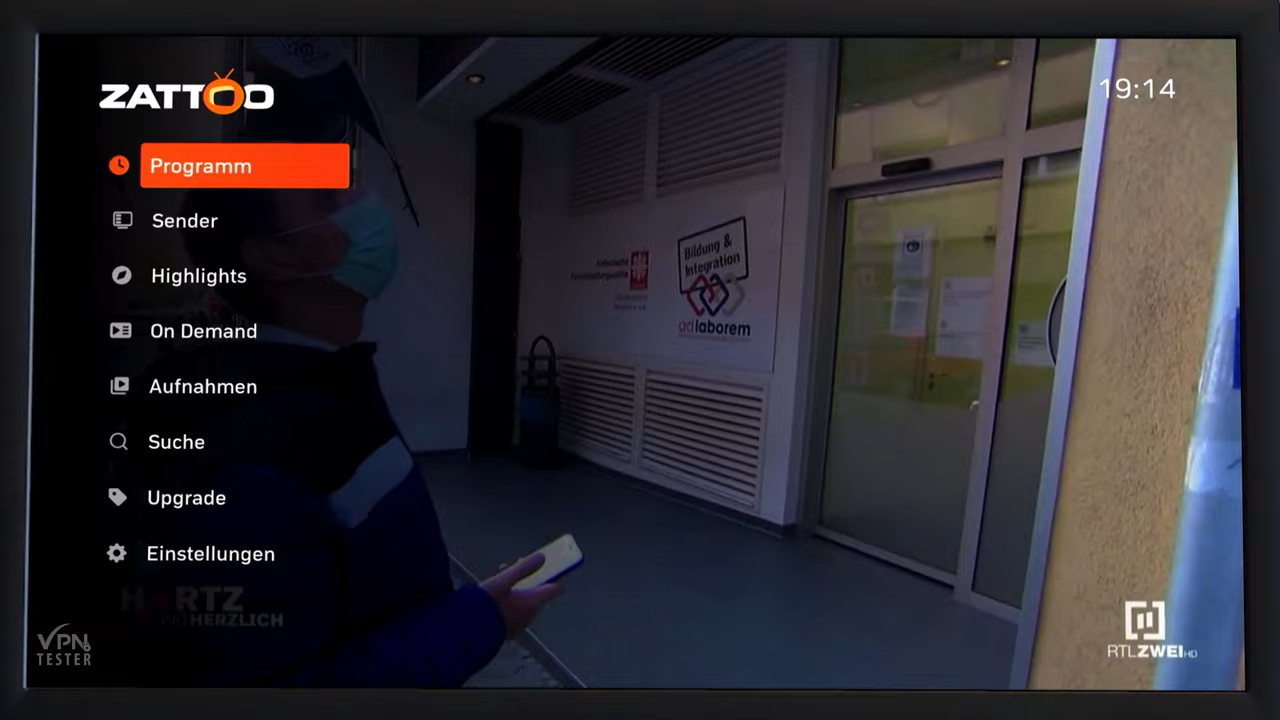 ZATTOO
19:14
Programm
Sender
Highlights
On Demand
Aufnahmen
Suche
Upgrade
Einstellungen
Bildung &
Integration
adlaborem
HARTZ
HERZLICH
VPN
TESTER
RTLZWEI HD